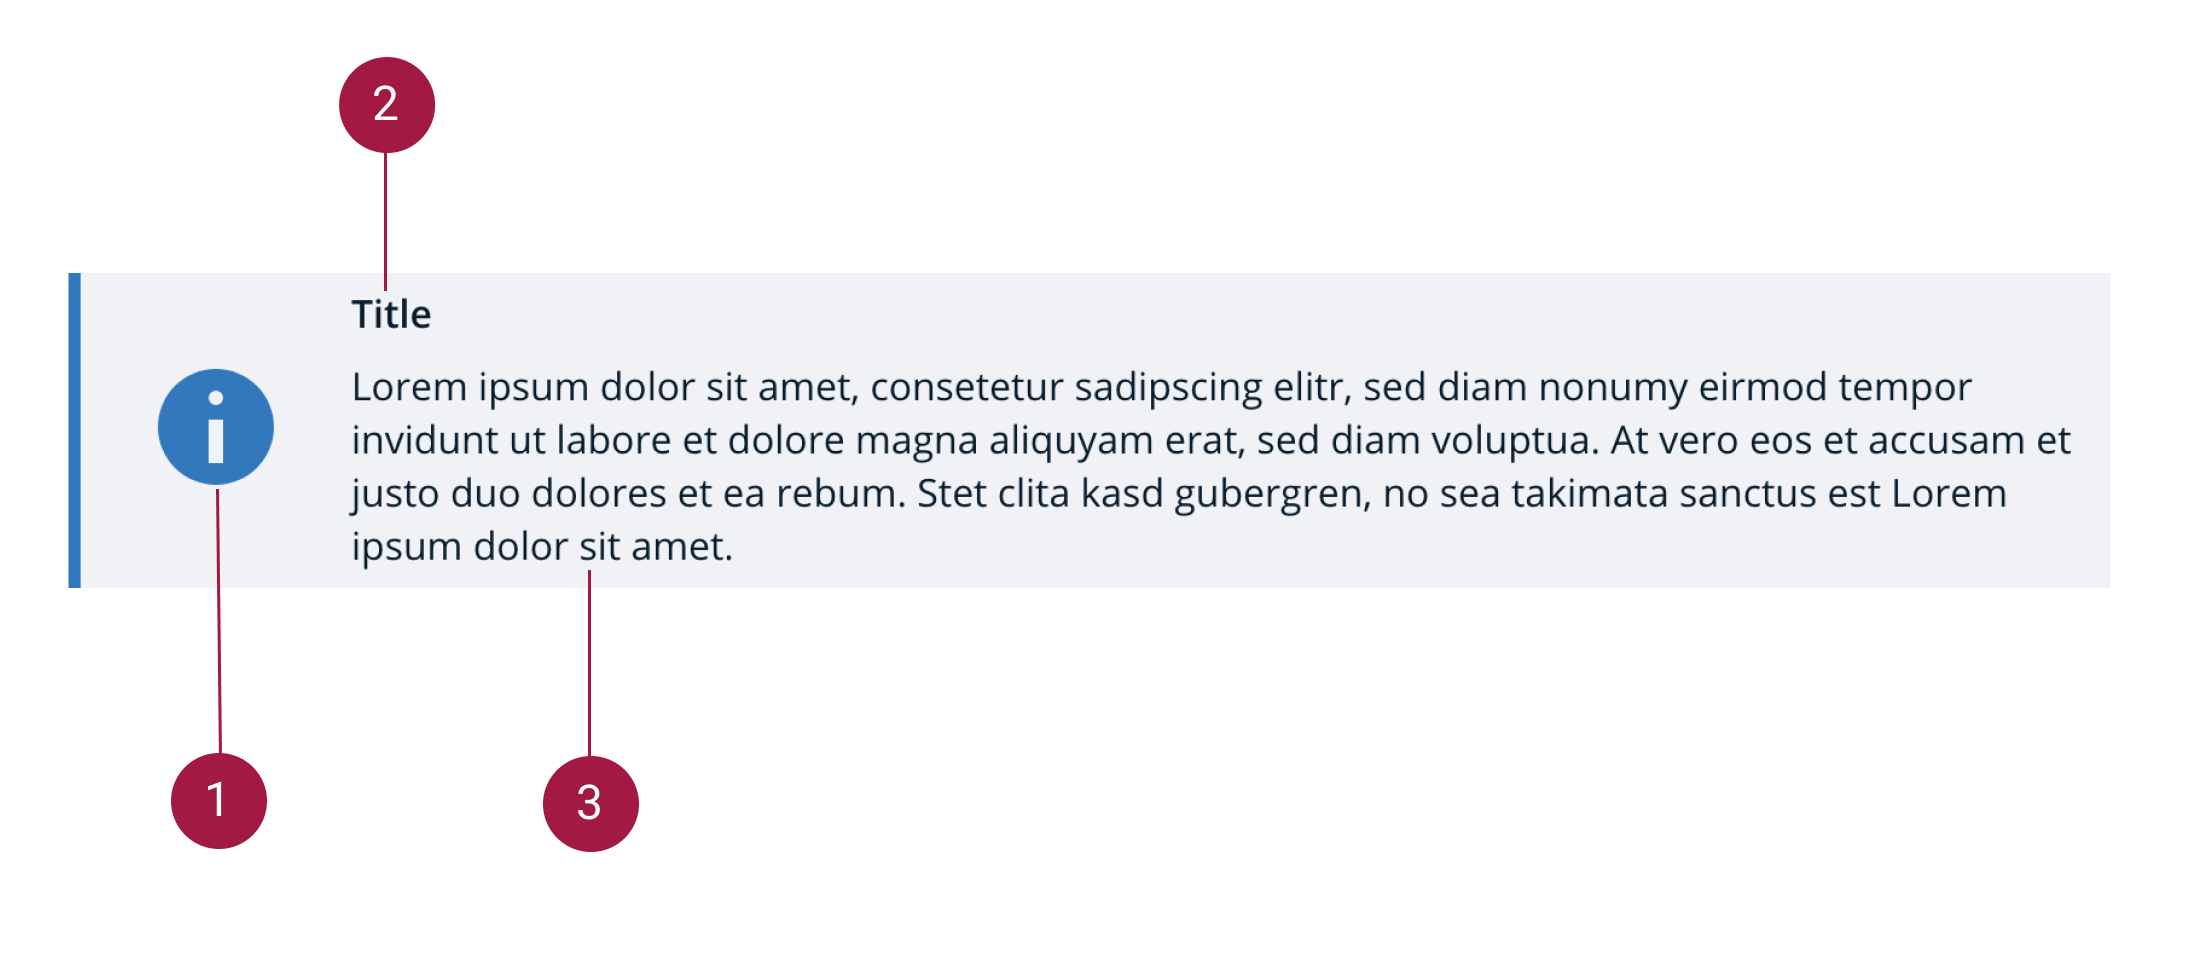 2
Title
Lorem ipsum dolor sit amet, consetetur sadipscing elitr, sed diam nonumy eirmod tempor
invidunt ut labore et dolore magna aliquyam erat, sed diam voluptua. At vero eos et accusam et
justo duo dolores et ea rebum. Stet clita kasd gubergren, no sea takimata sanctus est Lorem
ipsum dolor sit amet.
1
3